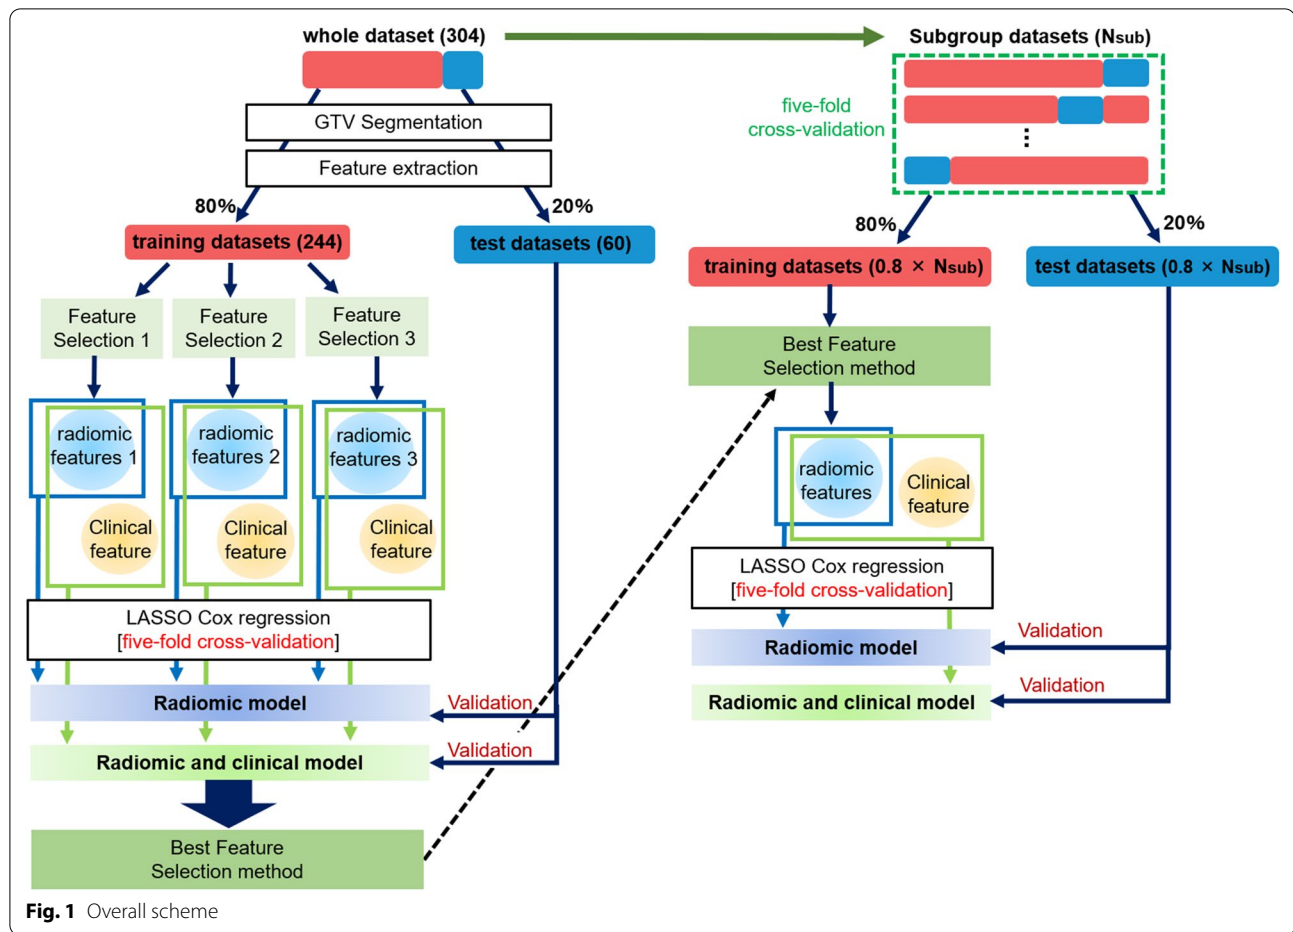 whole dataset (304)
GTV Segmentation
Feature extraction
80%
20%
training datasets (244)
test datasets (60)
Feature
Selection 1
Feature
Selection 2
Feature
Selection 3
radiomic
features 1
radiomic
features 2
radiomic
features 3
Clinical
feature
Clinical
feature
Clinical
feature
LASSO Cox regression
[five-fold cross-validation]
Radiomic model
Validation
Radiomic and clinical model
Validation
Best Feature
Selection method
Subgroup datasets (Nsub)
five-fold
cross-validation
⋮
80%
20%
training datasets (0.8 × Nsub)
test datasets (0.8 × Nsub)
Best Feature
Selection method
radiomic
features
Clinical
feature
LASSO Cox regression
[five-fold cross-validation]
Validation
Radiomic model
Validation
Radiomic and clinical model
Fig. 1 Overall scheme